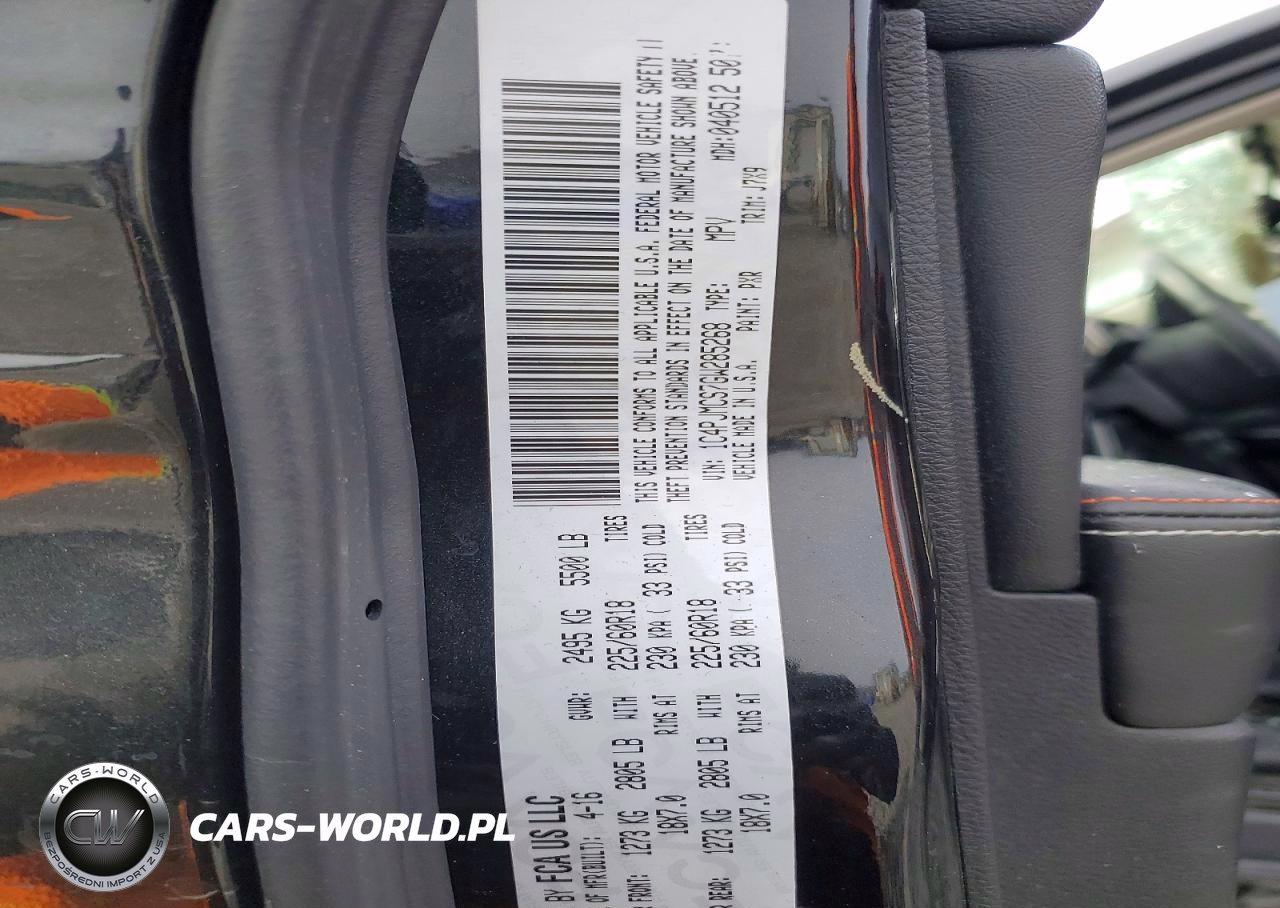 BY FCA US LLC
OF MFR(BUILT): 4-16 GVWR: 2495 KG 5500 LB
FRONT: 1273 KG 2805 LB WITH 225/60R18 TIRES
18X7.0 RIMS AT 230 KPA ( 33 PSI) COLD
REAR: 1273 KG 2805 LB WITH 225/60R18 TIRES
18X7.0 RIMS AT 230 KPA ( 33 PSI) COLD
THIS VEHICLE CONFORMS TO ALL APPLICABLE U.S.A. FEDERAL MOTOR VEHICLE SAFETY
THEFT PREVENTION STANDARDS IN EFFECT ON THE DATE OF MANUFACTURE SHOWN ABOVE.
VIN: 1C4PJMCS7GW285268 TYPE: MPV MDH:040512
VEHICLE MADE IN U.S.A. PAINT: PXR TRIM: J7X9
CARS-WORLD
CW
BEZPOŚREDNI IMPORT Z USA
CARS-WORLD.PL